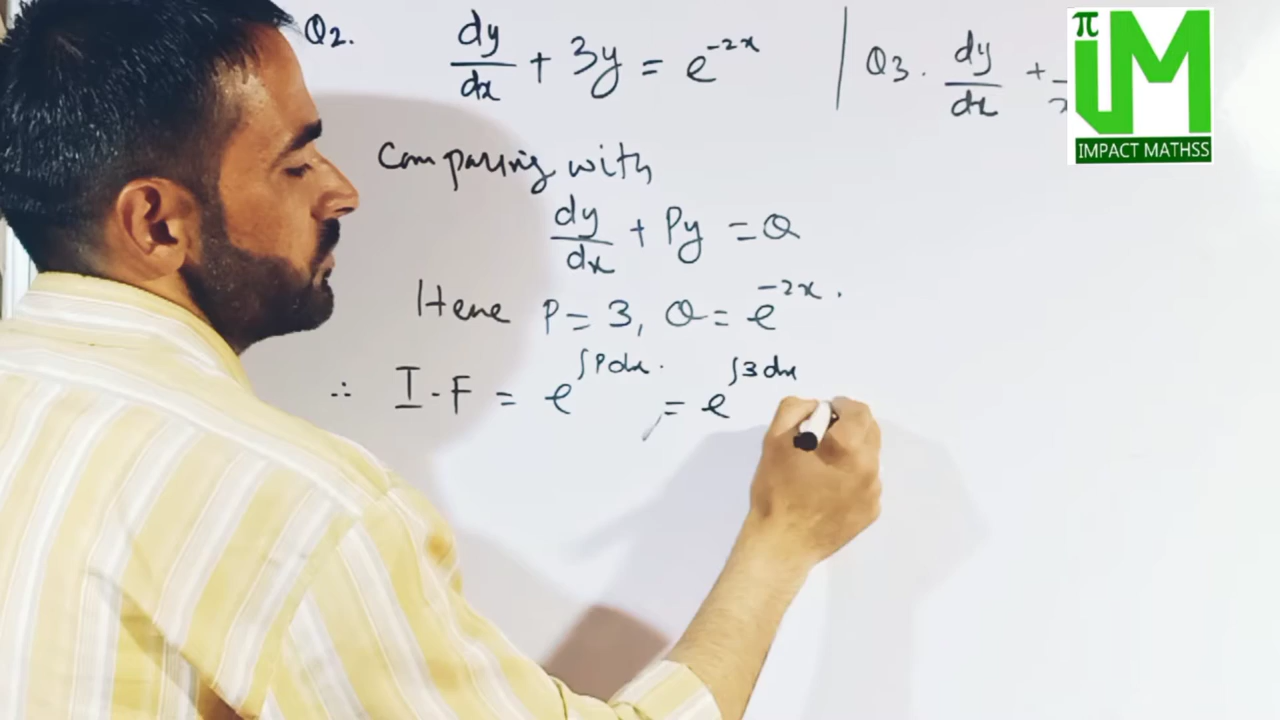 Q2. dy/dx + 3y = e^-2x | Q3. dy/dx +
π iM
IMPACT MATHSS
Comparing with
dy/dx + Py = Q
Here P = 3, Q = e^-2x.
∴ I.F = e^∫Pdx. = e^∫3dx